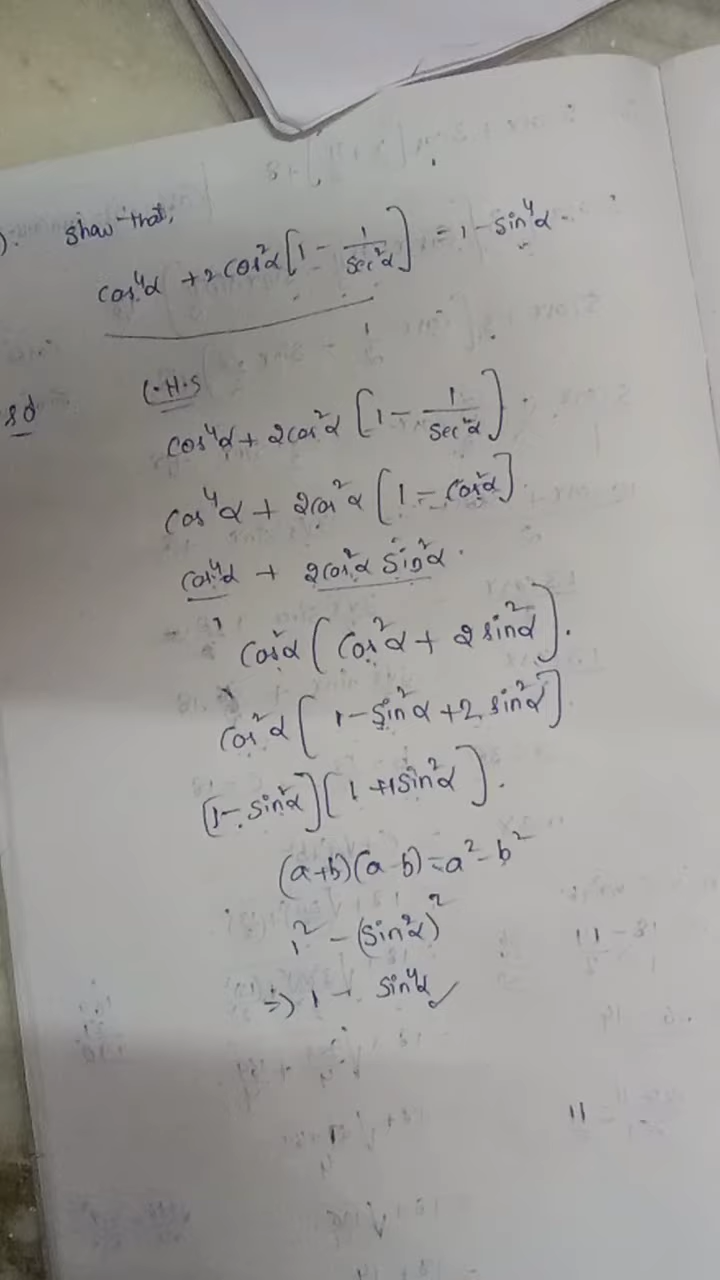 ). Show that,
cos⁴α + 2cos²α [1 - 1/sec²α] = 1 - sin⁴α.
sol L.H.S
cos⁴α + 2cos²α [1 - 1/sec²α].
cos⁴α + 2cos²α [1 - cos²α]
cos⁴α + 2cos²α sin²α.
cos²α [cos²α + 2sin²α].
cos²α [1 - sin²α + 2 sin²α]
[1 - sin²α] [1 + 1sin²α].
(a+b)(a-b) = a² - b²
1² - (sin²α)²
=) 1 - sin⁴α ✓